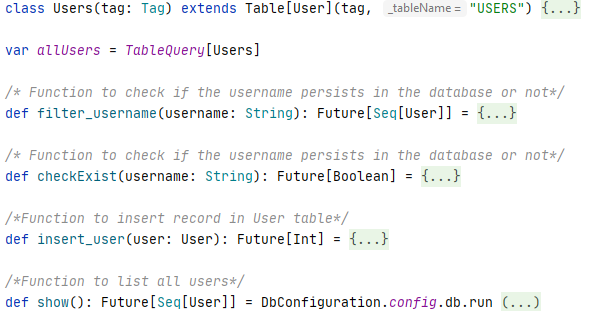 class Users(tag: Tag) extends Table[User](tag, _tableName = "USERS") {...}
var allUsers = TableQuery[Users]
/* Function to check if the username persists in the database or not*/
def filter_username(username: String): Future[Seq[User]] = {...}
/* Function to check if the username persists in the database or not*/
def checkExist(username: String): Future[Boolean] = {...}
/*Function to insert record in User table*/
def insert_user(user: User): Future[Int] = {...}
/*Function to list all users*/
def show(): Future[Seq[User]] = DbConfiguration.config.db.run (...)